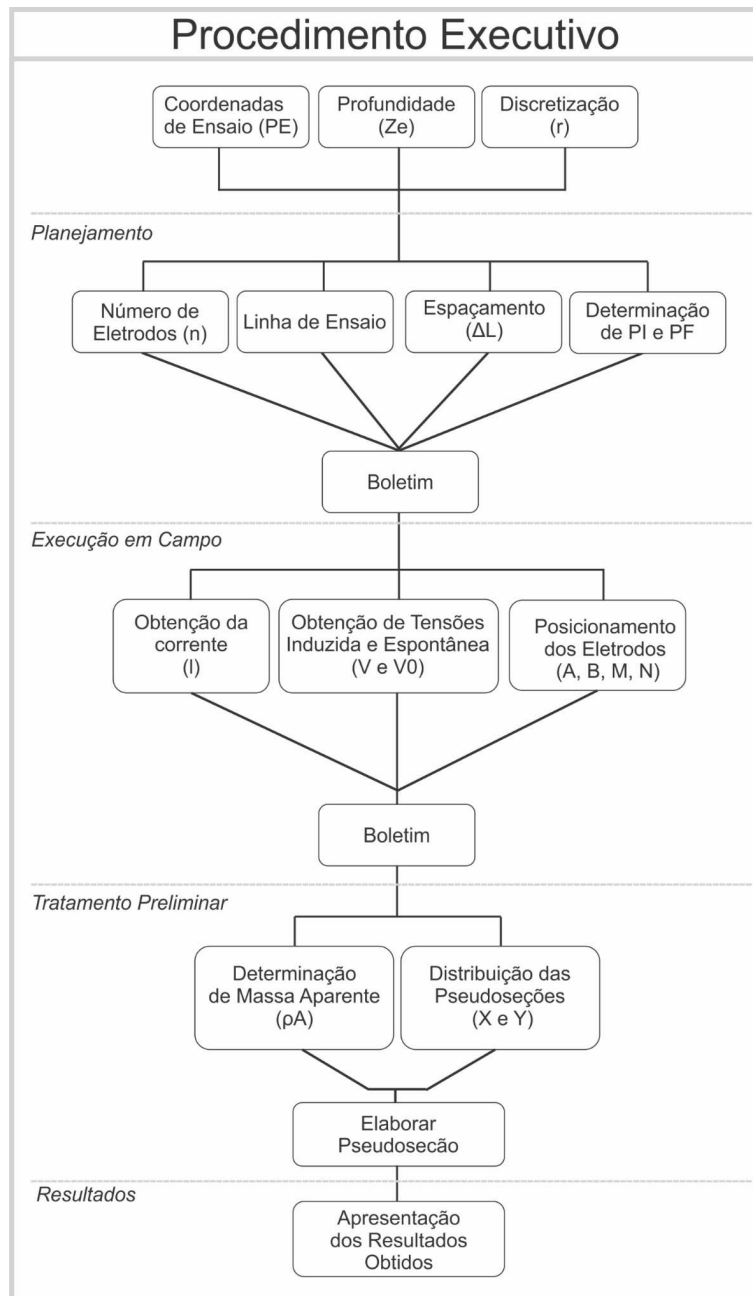 Procedimento Executivo
Coordenadas
de Ensaio (PE)
Profundidade
(Ze)
Discretização
(r)
Planejamento
Número de
Eletrodos (n)
Linha de Ensaio
Espaçamento
(ΔL)
Determinação
de PI e PF
Boletim
Execução em Campo
Obtenção da
corrente
(I)
Obtenção de Tensões
Induzida e Espontânea
(V e V0)
Posicionamento
dos Eletrodos
(A, B, M, N)
Boletim
Tratamento Preliminar
Determinação
de Massa Aparente
(ρA)
Distribuição das
Pseudoseções
(X e Y)
Elaborar
Pseudosecão
Resultados
Apresentação
dos Resultados
Obtidos